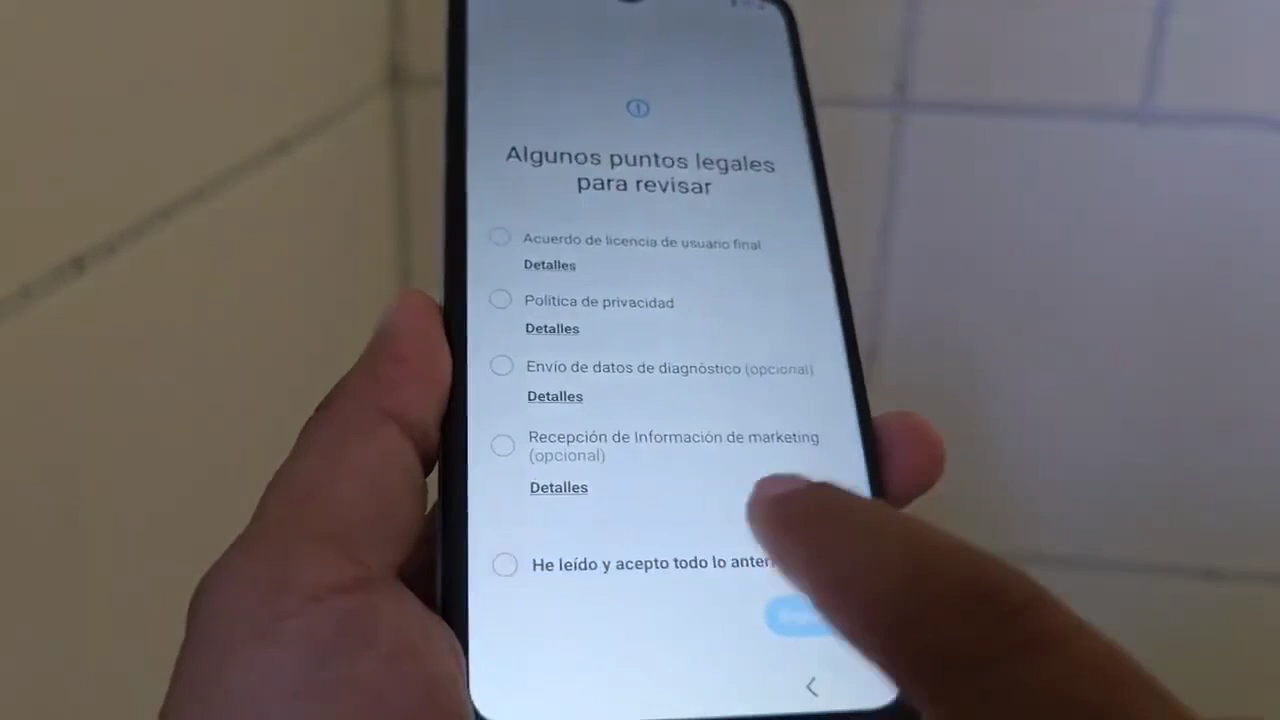 Algunos puntos legales
para revisar
Acuerdo de licencia de usuario final
Detalles
Política de privacidad
Detalles
Envío de datos de diagnóstico (opcional)
Detalles
Recepción de Información de marketing
(opcional)
Detalles
He leído y acepto todo lo